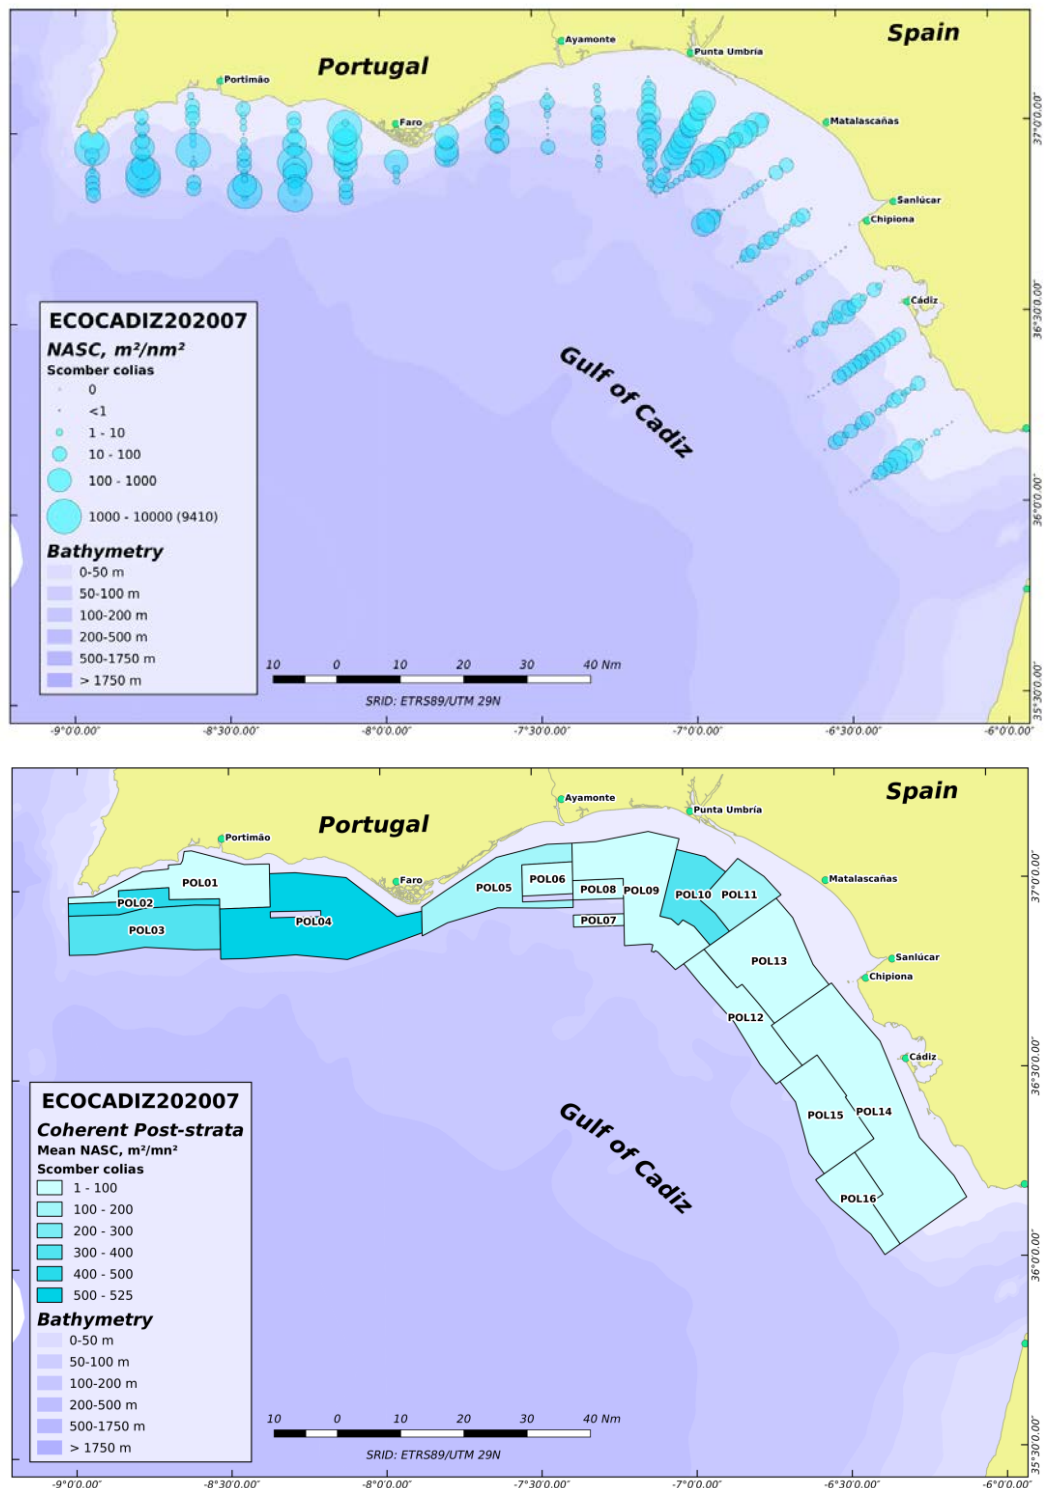 Spain
Ayamonte
Punta Umbría
Portugal
Portimão
Faro
Matalascañas
37°0'0.00"
Sanlúcar
Chipiona
Cádiz
36°30'0.00"
ECOCADIZ202007
NASC, m²/nm²
Scomber colias
0
<1
1 - 10
10 - 100
100 - 1000
1000 - 10000 (9410)
Bathymetry
0-50 m
50-100 m
100-200 m
200-500 m
500-1750 m
> 1750 m
Gulf of Cadiz
36°0'0.00"
35°30'0.00"
10 0 10 20 30 40 Nm
SRID: ETRS89/UTM 29N
-9°0'0.00" -8°30'0.00" -8°0'0.00" -7°30'0.00" -7°0'0.00" -6°30'0.00" -6°0'0.00"
Spain
Ayamonte
Punta Umbría
Portugal
Portimão
Faro
Matalascañas
37°0'0.00"
POL01
POL02
POL03
POL04
POL05
POL06
POL08
POL09
POL07
POL10
POL11
POL13
POL12
Sanlúcar
Chipiona
Cádiz
36°30'0.00"
POL15
POL14
POL16
ECOCADIZ202007
Coherent Post-strata
Mean NASC, m²/mn²
Scomber colias
1 - 100
100 - 200
200 - 300
300 - 400
400 - 500
500 - 525
Bathymetry
0-50 m
50-100 m
100-200 m
200-500 m
500-1750 m
> 1750 m
Gulf of Cadiz
36°0'0.00"
35°30'0.00"
10 0 10 20 30 40 Nm
SRID: ETRS89/UTM 29N
-9°0'0.00" -8°30'0.00" -8°0'0.00" -7°30'0.00" -7°0'0.00" -6°30'0.00" -6°0'0.00"